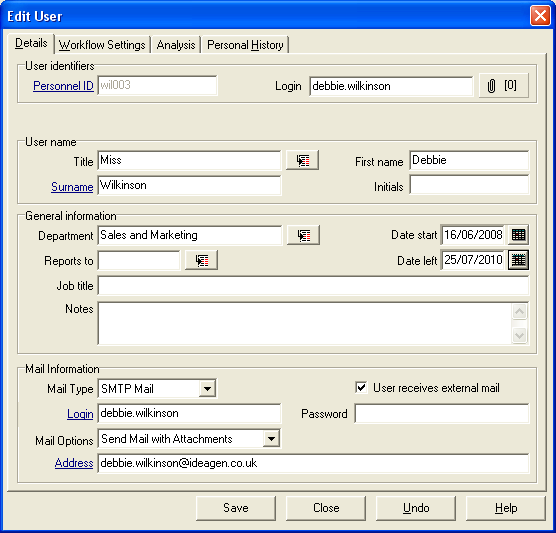 Edit User
Details Workflow Settings Analysis Personal History
User identifiers
Personnel ID wil003 Login debbie.wilkinson [0]
User name
Title Miss First name Debbie
Surname Wilkinson Initials
General information
Department Sales and Marketing Date start 16/06/2008
Reports to Date left 25/07/2010
Job title
Notes
Mail Information
Mail Type SMTP Mail User receives external mail
Login debbie.wilkinson Password
Mail Options Send Mail with Attachments
Address debbie.wilkinson@ideagen.co.uk
Save Close Undo Help